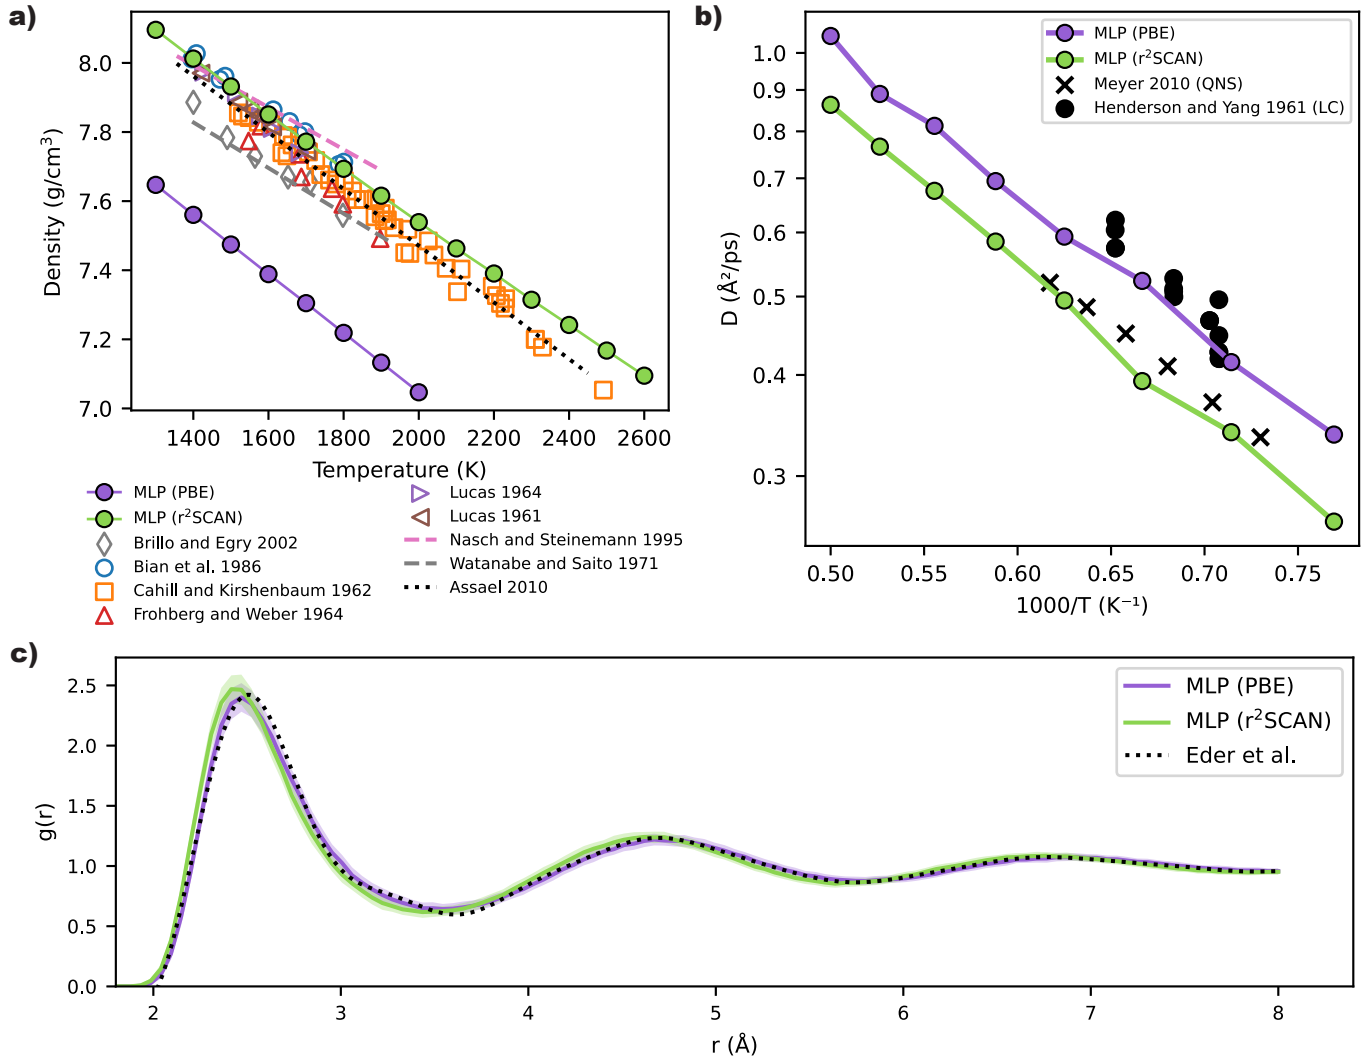 a)
Density (g/cm³)
8.0
7.8
7.6
7.4
7.2
7.0
1400 1600 1800 2000 2200 2400 2600
Temperature (K)
MLP (PBE)
MLP (r²SCAN)
Brillo and Egry 2002
Bian et al. 1986
Cahill and Kirshenbaum 1962
Frohberg and Weber 1964
Lucas 1964
Lucas 1961
Nasch and Steinemann 1995
Watanabe and Saito 1971
Assael 2010
b)
D (Å²/ps)
1.0
0.9
0.8
0.7
0.6
0.5
0.4
0.3
MLP (PBE)
MLP (r²SCAN)
Meyer 2010 (QNS)
Henderson and Yang 1961 (LC)
0.50 0.55 0.60 0.65 0.70 0.75
1000/T (K⁻¹)
c)
g(r)
2.5
2.0
1.5
1.0
0.5
0.0
MLP (PBE)
MLP (r²SCAN)
Eder et al.
2 3 4 5 6 7 8
r (Å)